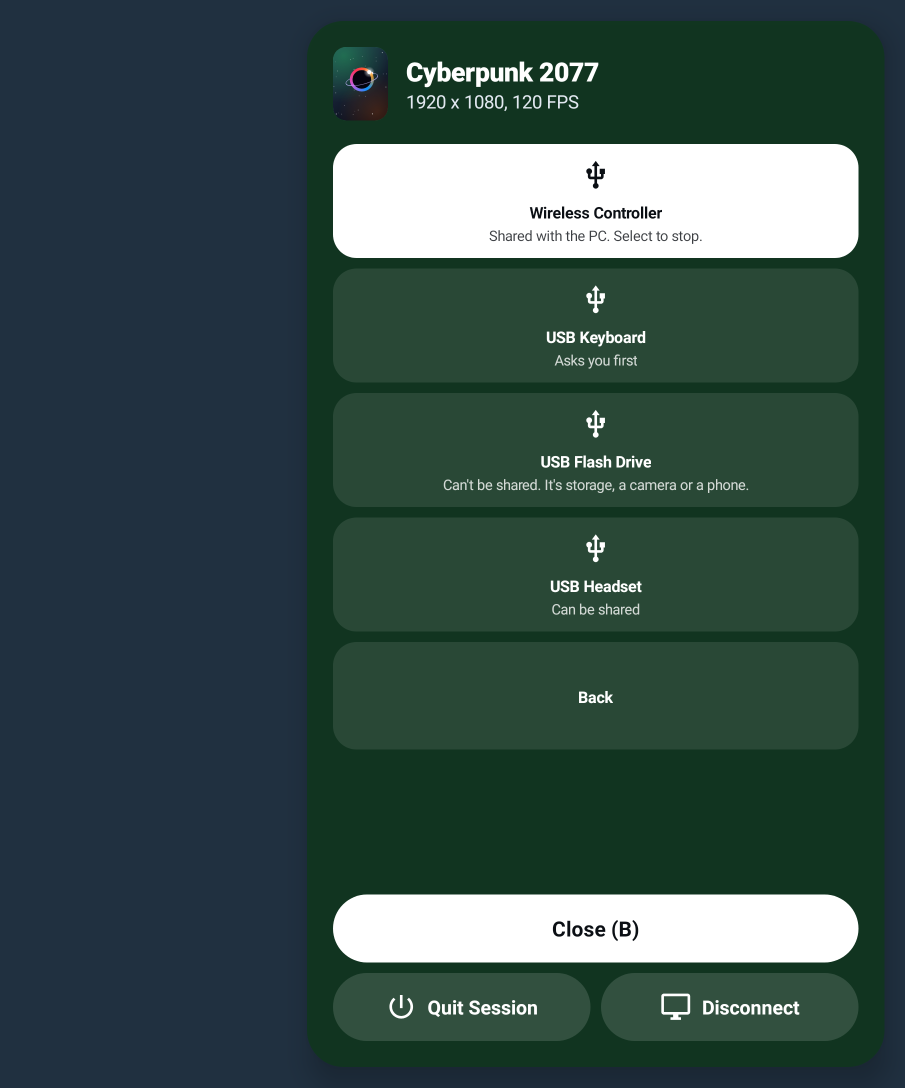 Cyberpunk 2077
1920 x 1080, 120 FPS
Wireless Controller
Shared with the PC. Select to stop.
USB Keyboard
Asks you first
USB Flash Drive
Can't be shared. It's storage, a camera or a phone.
USB Headset
Can be shared
Back
Close (B)
Quit Session
Disconnect